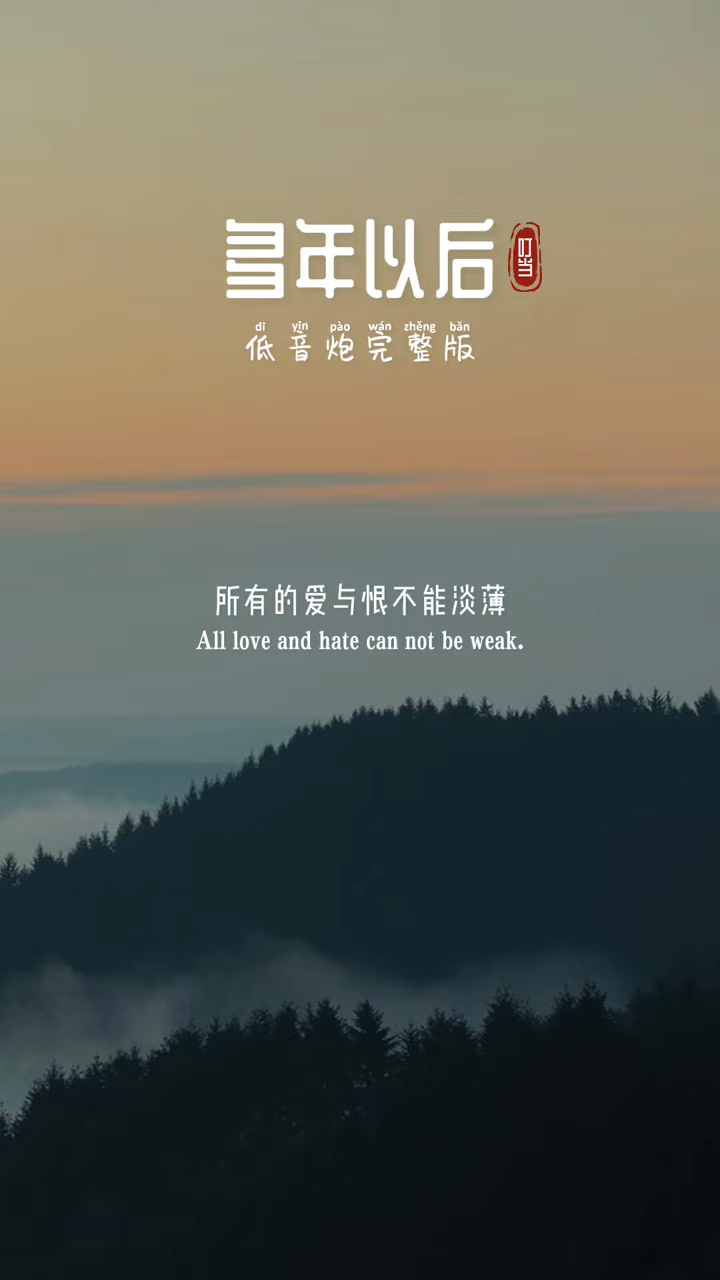 多年以后
叮当
dī yīn pào wán zhěng bǎn
低音炮完整版
所有的爱与恨不能淡薄
All love and hate can not be weak.